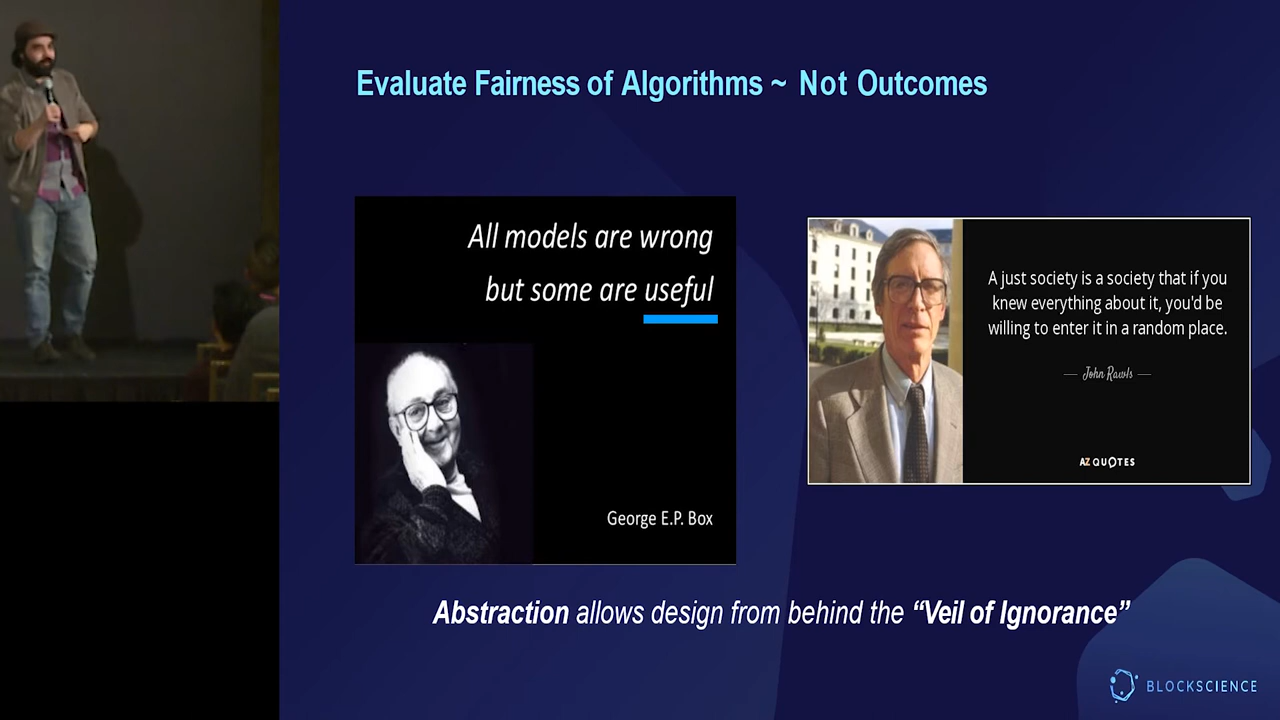 Evaluate Fairness of Algorithms ~ Not Outcomes
All models are wrong
but some are useful
George E.P. Box
A just society is a society that if you
knew everything about it, you'd be
willing to enter it in a random place.
— John Rawls —
AZ QUOTES
Abstraction allows design from behind the “Veil of Ignorance”
BLOCKSCIENCE